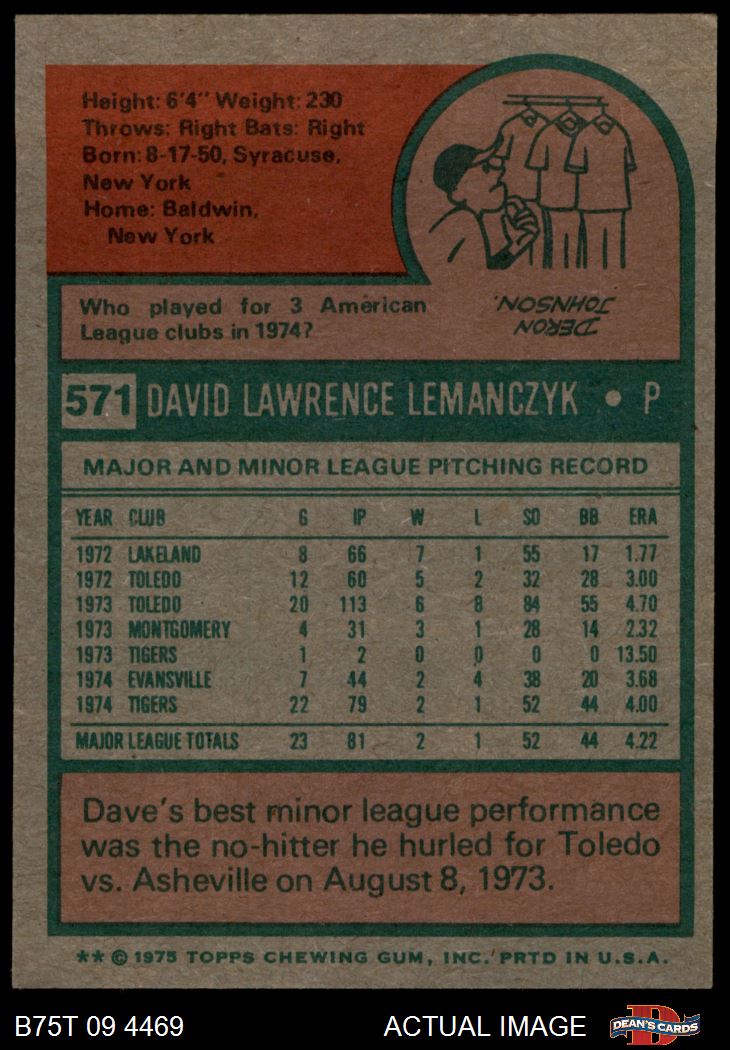 Height: 6'4" Weight: 230
Throws: Right Bats: Right
Born: 8-17-50, Syracuse,
New York
Home: Baldwin,
New York
Who played for 3 American
League clubs in 1974?
DERON
JOHNSON.
571 DAVID LAWRENCE LEMANCZYK • P
MAJOR AND MINOR LEAGUE PITCHING RECORD
YEAR CLUB G IP W L SO BB ERA
1972 LAKELAND 8 66 7 1 55 17 1.77
1972 TOLEDO 12 60 5 2 32 28 3.00
1973 TOLEDO 20 113 6 8 84 55 4.70
1973 MONTGOMERY 4 31 3 1 28 14 2.32
1973 TIGERS 1 2 0 0 0 0 13.50
1974 EVANSVILLE 7 44 2 4 38 20 3.68
1974 TIGERS 22 79 2 1 52 44 4.00
MAJOR LEAGUE TOTALS 23 81 2 1 52 44 4.22
Dave's best minor league performance
was the no-hitter he hurled for Toledo
vs. Asheville on August 8, 1973.
** © 1975 TOPPS CHEWING GUM, INC. PRTD IN U.S.A.
B75T 09 4469 ACTUAL IMAGE DEAN'S CARDS